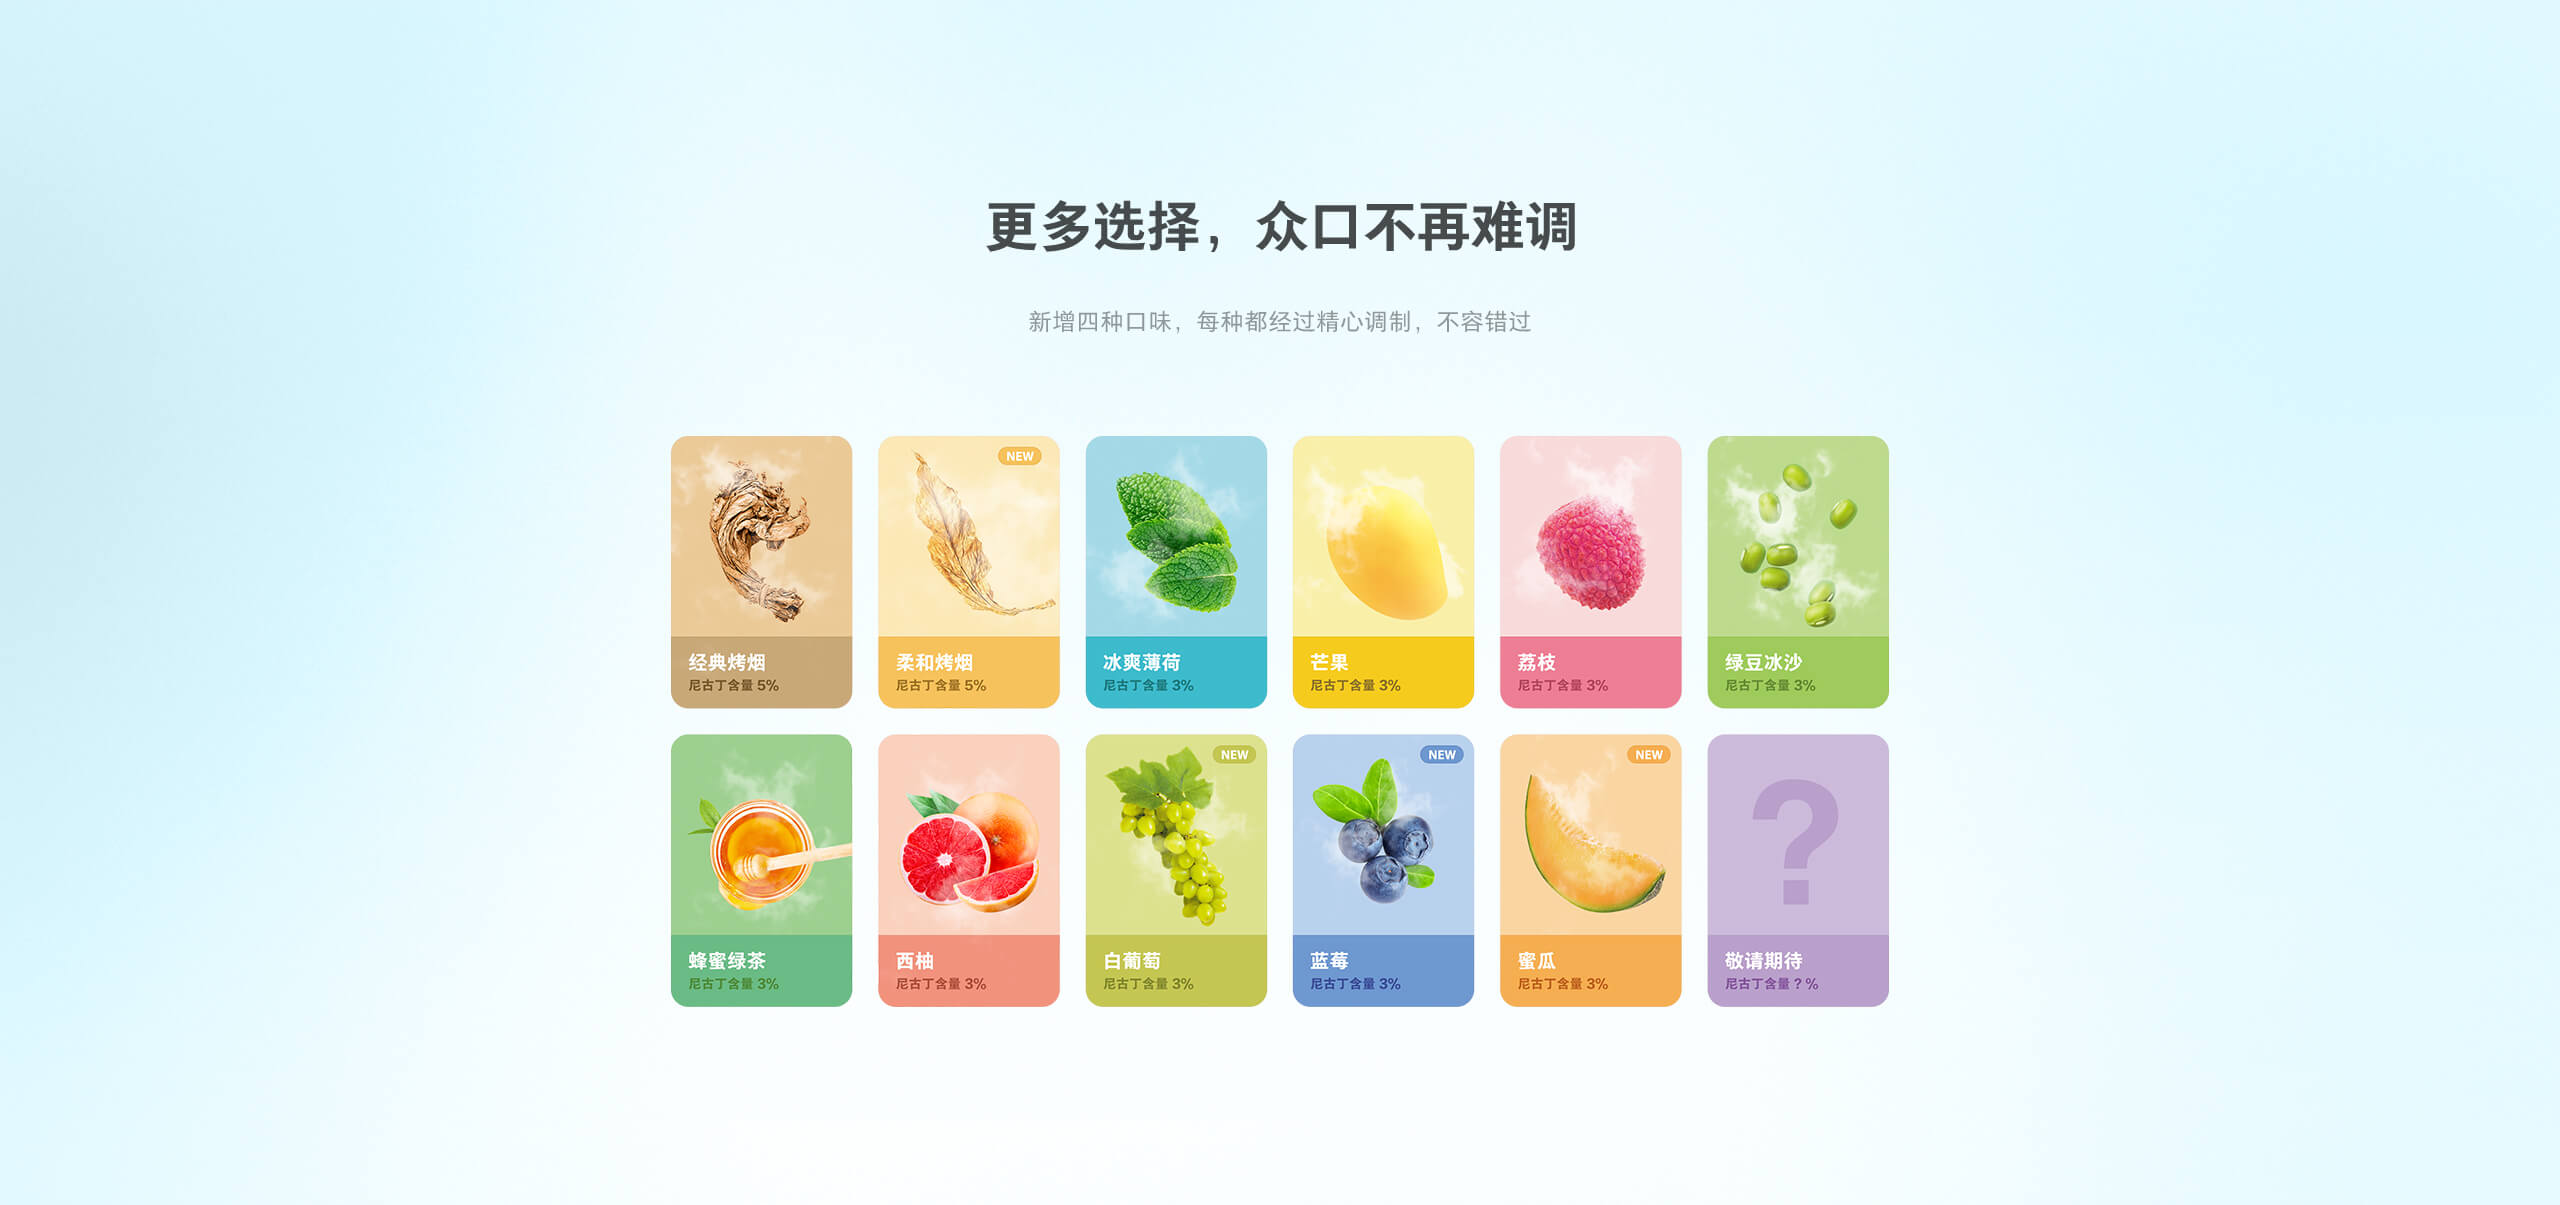 更多选择，众口不再难调
新增四种口味，每种都经过精心调制，不容错过
经典烤烟
尼古丁含量 5%
NEW
柔和烤烟
尼古丁含量 5%
冰爽薄荷
尼古丁含量 3%
芒果
尼古丁含量 3%
荔枝
尼古丁含量 3%
绿豆冰沙
尼古丁含量 3%
蜂蜜绿茶
尼古丁含量 3%
西柚
尼古丁含量 3%
NEW
白葡萄
尼古丁含量 3%
NEW
蓝莓
尼古丁含量 3%
NEW
蜜瓜
尼古丁含量 3%
?
敬请期待
尼古丁含量 ? %